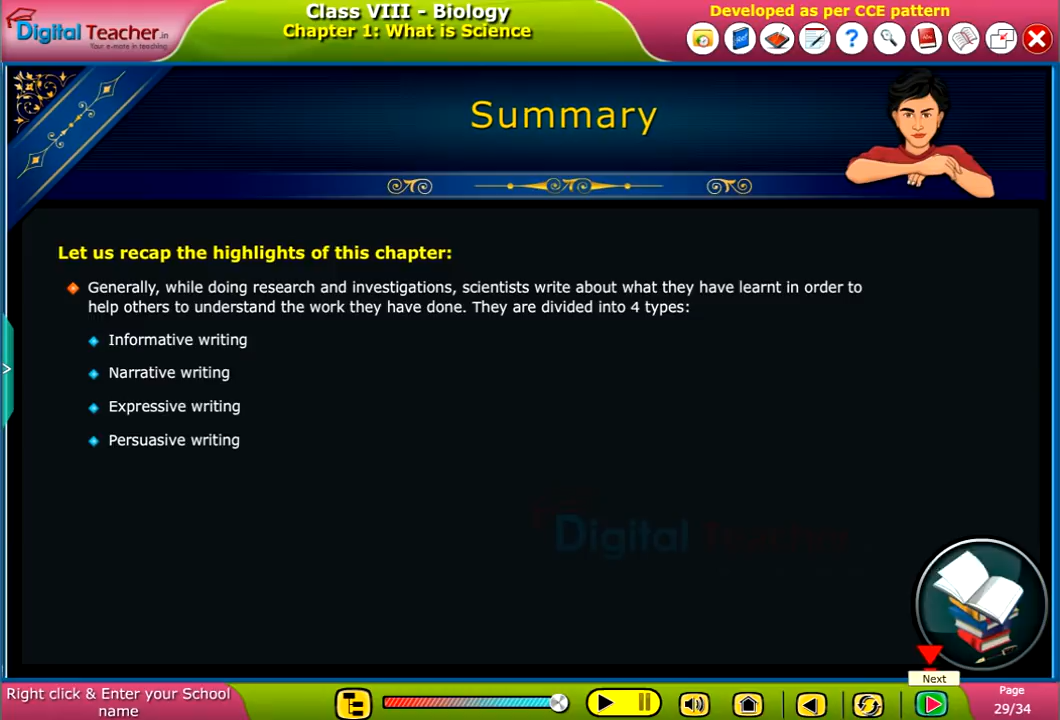 Digital Teacher.in
Your e-mate in teaching
Class VIII - Biology
Chapter 1: What is Science
Developed as per CCE pattern
Summary
Let us recap the highlights of this chapter:
Generally, while doing research and investigations, scientists write about what they have learnt in order to
help others to understand the work they have done. They are divided into 4 types:
Informative writing
Narrative writing
Expressive writing
Persuasive writing
Digital Teacher
Next
Right click & Enter your School
name
Page
29/34